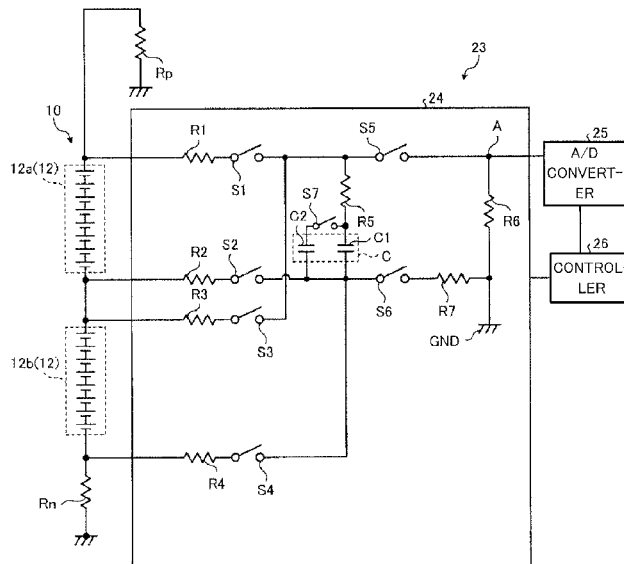 23
Rp
24
10
R1
S5
A
25
12a(12)
S1
A/D
CONVERT-
ER
S7
C2
R5
R6
C1
26
R2
S2
C
CONTROL-
LLER
R3
S6
R7
S3
GND
12b(12)
R4
S4
Rn